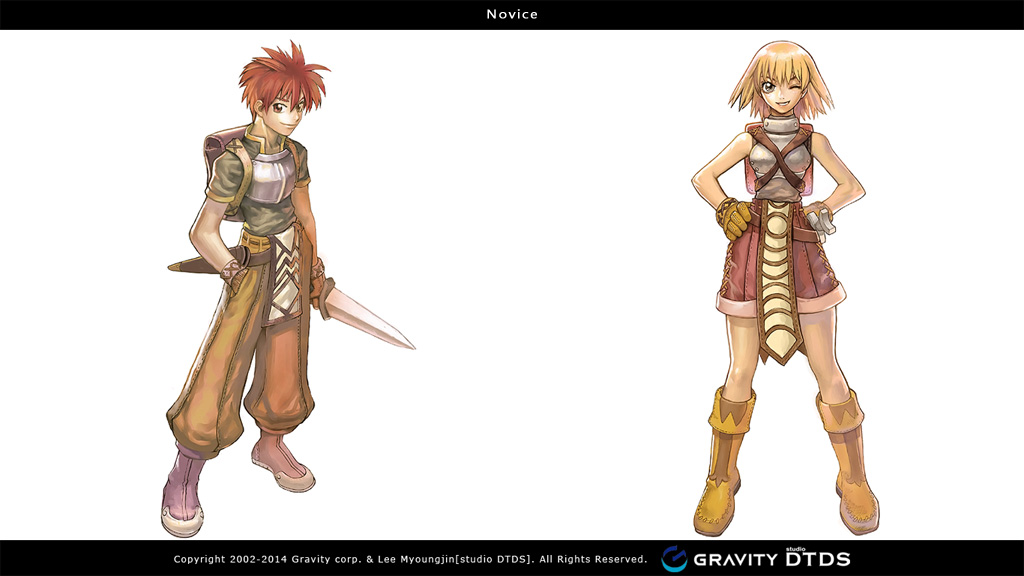 Novice
Copyright 2002-2014 Gravity corp. & Lee Myoungjin[studio DTDS]. All Rights Reserved.
GRAVITY studio DTDS